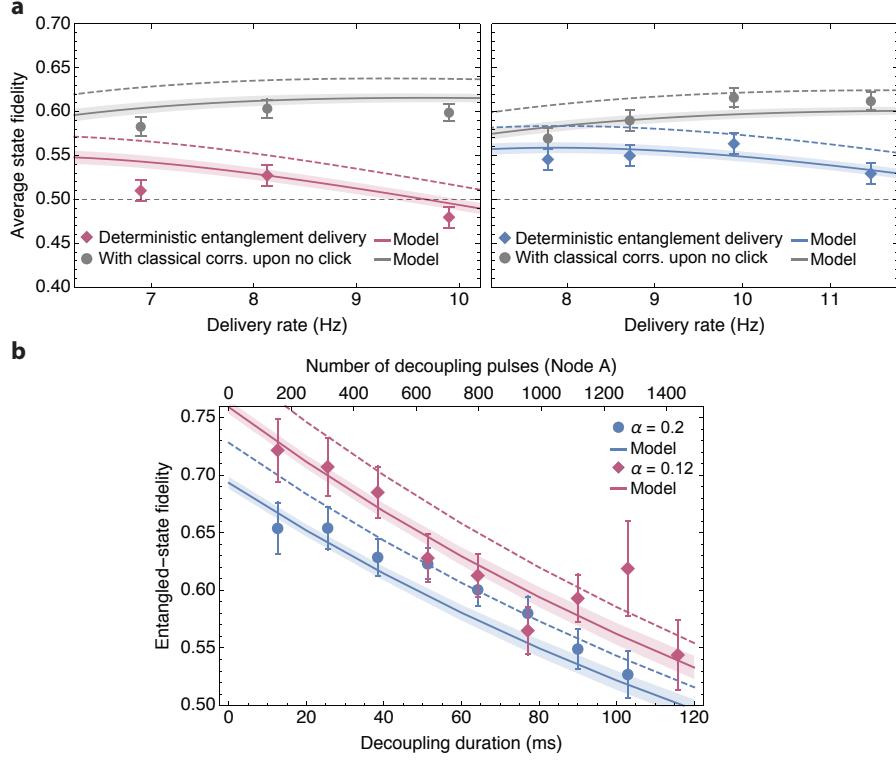 a
0.70
0.65
0.60
0.55
0.50
0.45
0.40
Average state fidelity
Deterministic entanglement delivery
Model
With classical corrs. upon no click
Model
7
8
9
10
Delivery rate (Hz)
Deterministic entanglement delivery
Model
With classical corrs. upon no click
Model
8
9
10
11
Delivery rate (Hz)
b
Number of decoupling pulses (Node A)
0
200
400
600
800
1000
1200
1400
0.75
0.70
0.65
0.60
0.55
0.50
Entangled−state fidelity
α = 0.2
Model
α = 0.12
Model
0
20
40
60
80
100
120
Decoupling duration (ms)